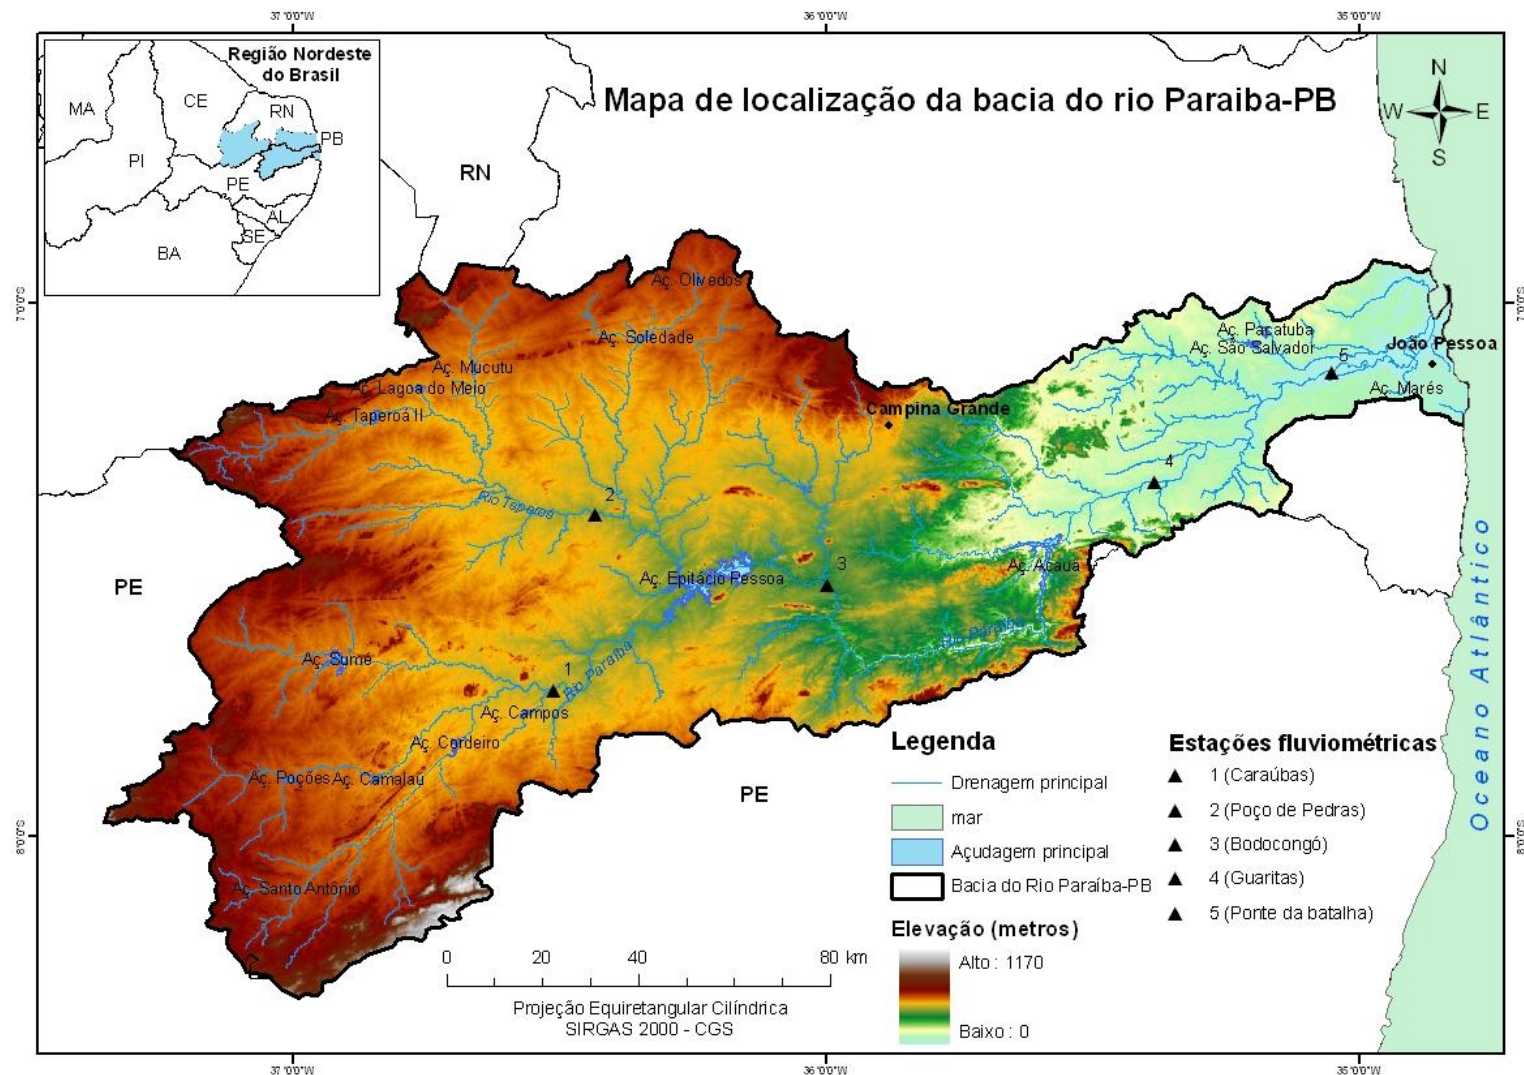 37°0'0"W
36°0'0"W
35°0'0"W
Região Nordeste
do Brasil
MA
CE
RN
PB
PI
PE
AL
SE
BA
Mapa de localização da bacia do rio Paraiba-PB
N
W
E
S
RN
7°0'0"S
7°0'0"S
Aç. Olivedos
Aç. Soledade
Aç. Mucutu
Aç. Lagoa do Meio
Aç. Taperoá II
Campina Grande
Aç. Pacatuba
Aç. São Salvador
5
João Pessoa
Aç. Marés
4
2
Rio Taperoá
3
Aç. Epitácio Pessoa
Aç. Acauã
PE
Rio Paraíba
Aç. Sumé
1
Rio Paraíba
Aç. Campos
Aç. Cordeiro
Aç. Poções
Aç. Camalaú
Aç. Santo Antônio
PE
Oceano Atlântico
8°0'0"S
8°0'0"S
Legenda
Drenagem principal
mar
Açudagem principal
Bacia do Rio Paraíba-PB
Elevação (metros)
Alto : 1170
Baixo : 0
Estações fluviométricas
1 (Caraúbas)
2 (Poço de Pedras)
3 (Bodocongó)
4 (Guaritas)
5 (Ponte da batalha)
0 20 40 80 km
Projeção Equiretangular Cilíndrica
SIRGAS 2000 - CGS
37°0'0"W
36°0'0"W
35°0'0"W